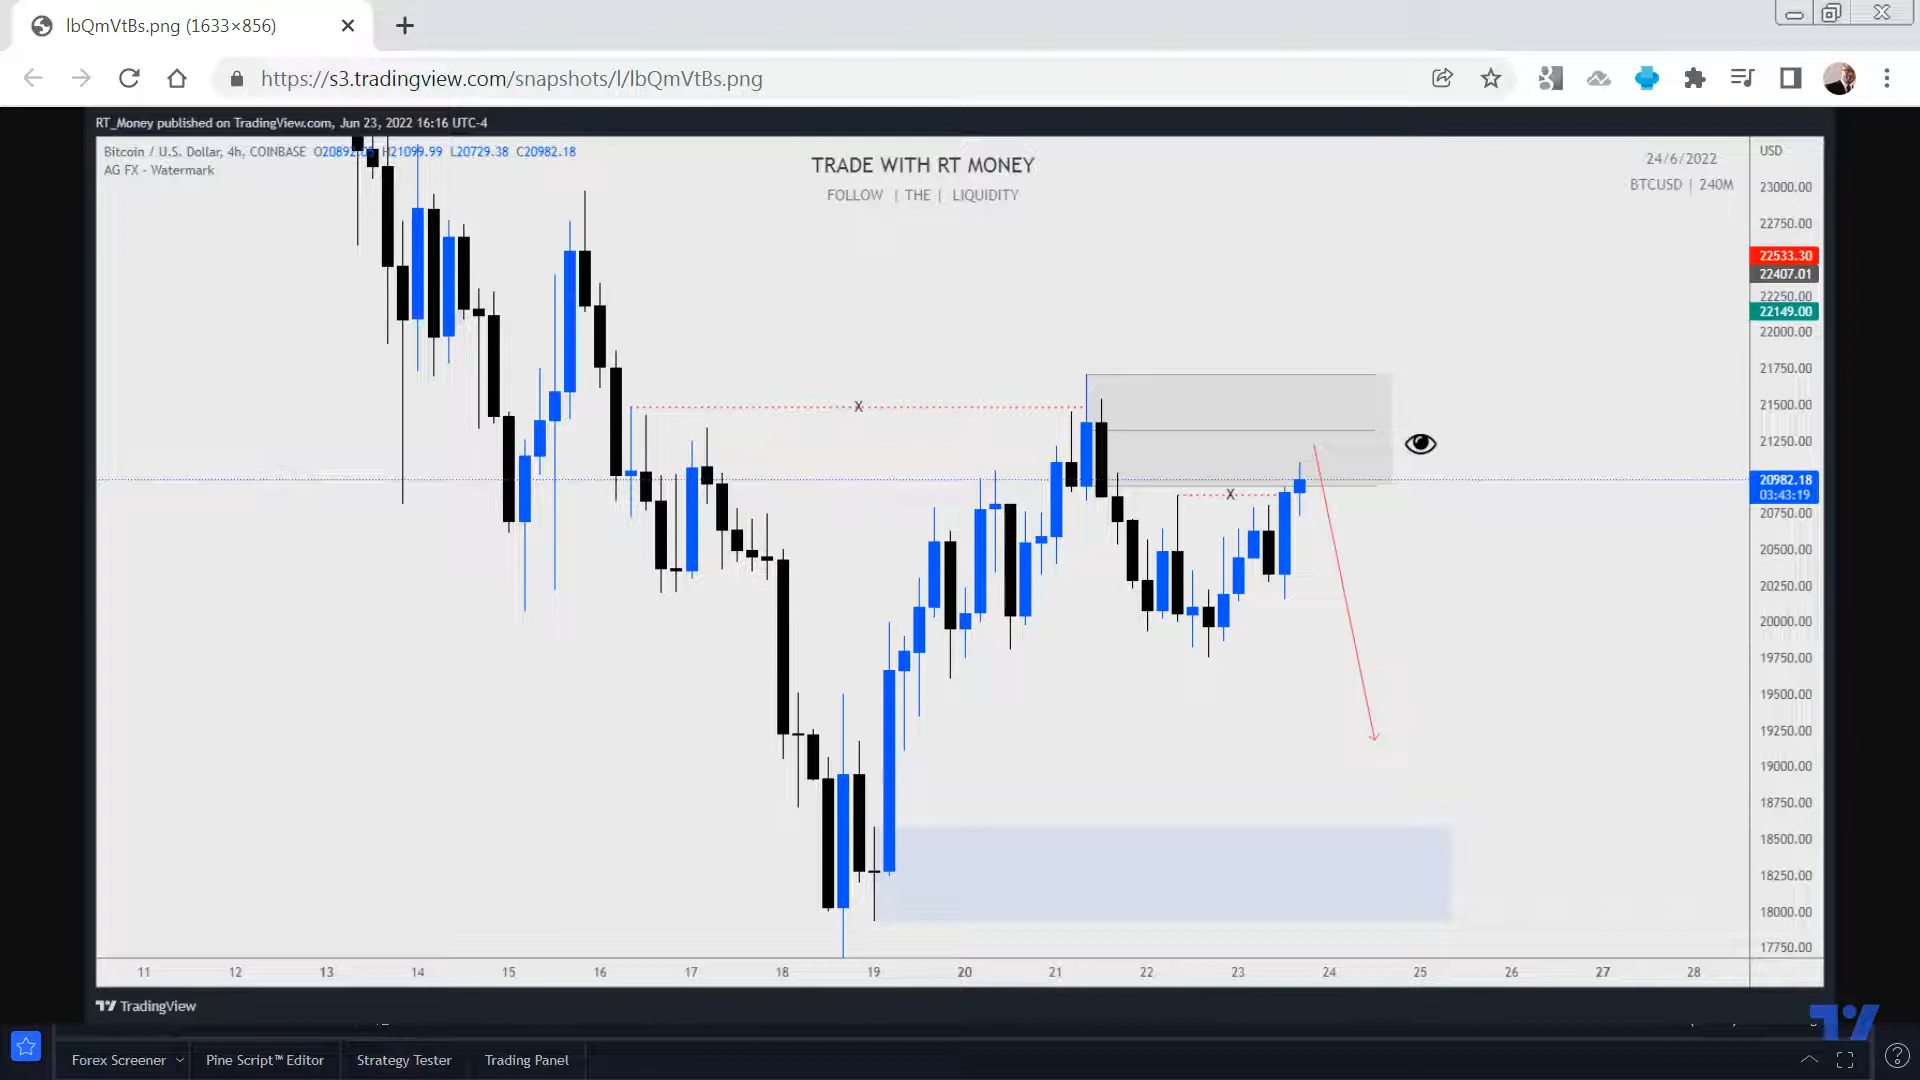 lbQmVtBs.png (1633×856)
https://s3.tradingview.com/snapshots/l/lbQmVtBs.png
RT_Money published on TradingView.com, Jun 23, 2022 16:16 UTC-4
Bitcoin / U.S. Dollar, 4h, COINBASE O20892.05 H21099.99 L20729.38 C20982.18
AG FX - Watermark
TRADE WITH RT MONEY
FOLLOW | THE | LIQUIDITY
24/6/2022
BTCUSD | 240M
USD
23000.00
22750.00
22533.30
22407.01
22250.00
22149.00
22000.00
21750.00
21500.00
X
21250.00
20982.18
03:43:19
X
20750.00
20500.00
20250.00
20000.00
19750.00
19500.00
19250.00
19000.00
18750.00
18500.00
18250.00
18000.00
17750.00
11 12 13 14 15 16 17 18 19 20 21 22 23 24 25 26 27 28
TradingView
Forex Screener Pine Script™ Editor Strategy Tester Trading Panel